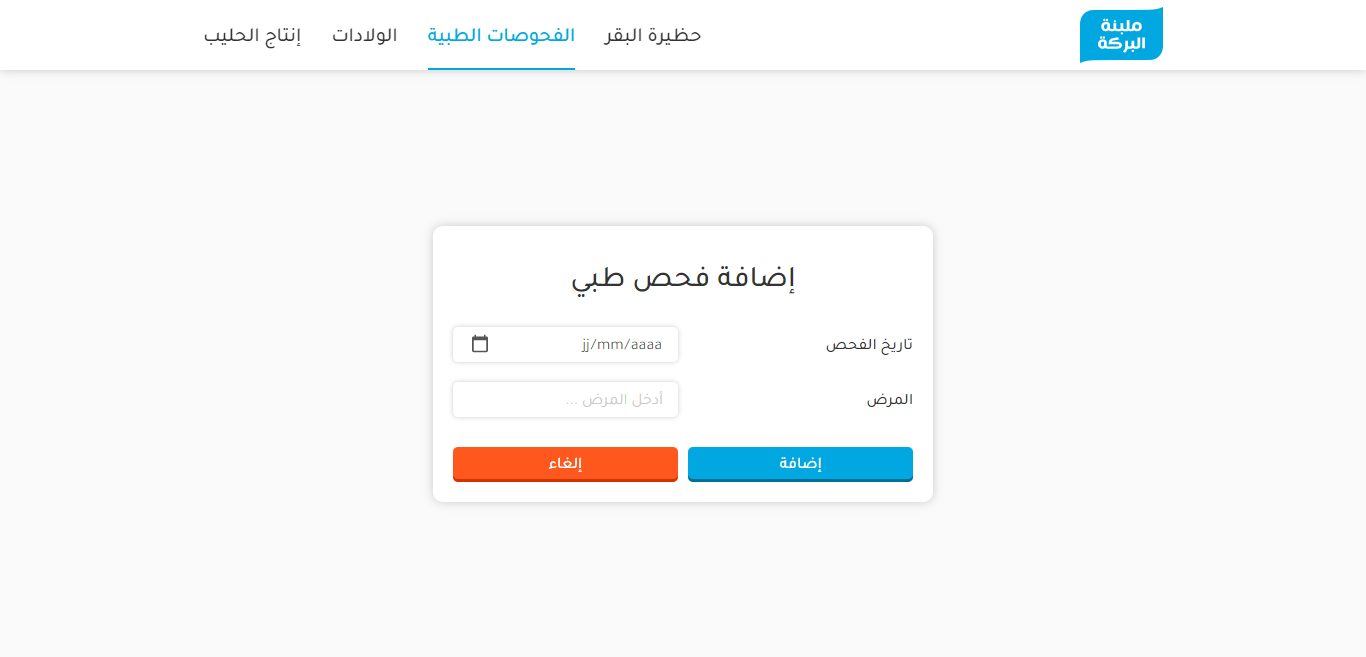 ملبنة
البركة
حظيرة البقر
الفحوصات الطبية
الولادات
إنتاج الحليب
إضافة فحص طبي
تاريخ الفحص
jj/mm/aaaa
المرض
أدخل المرض ...
إضافة
إلغاء